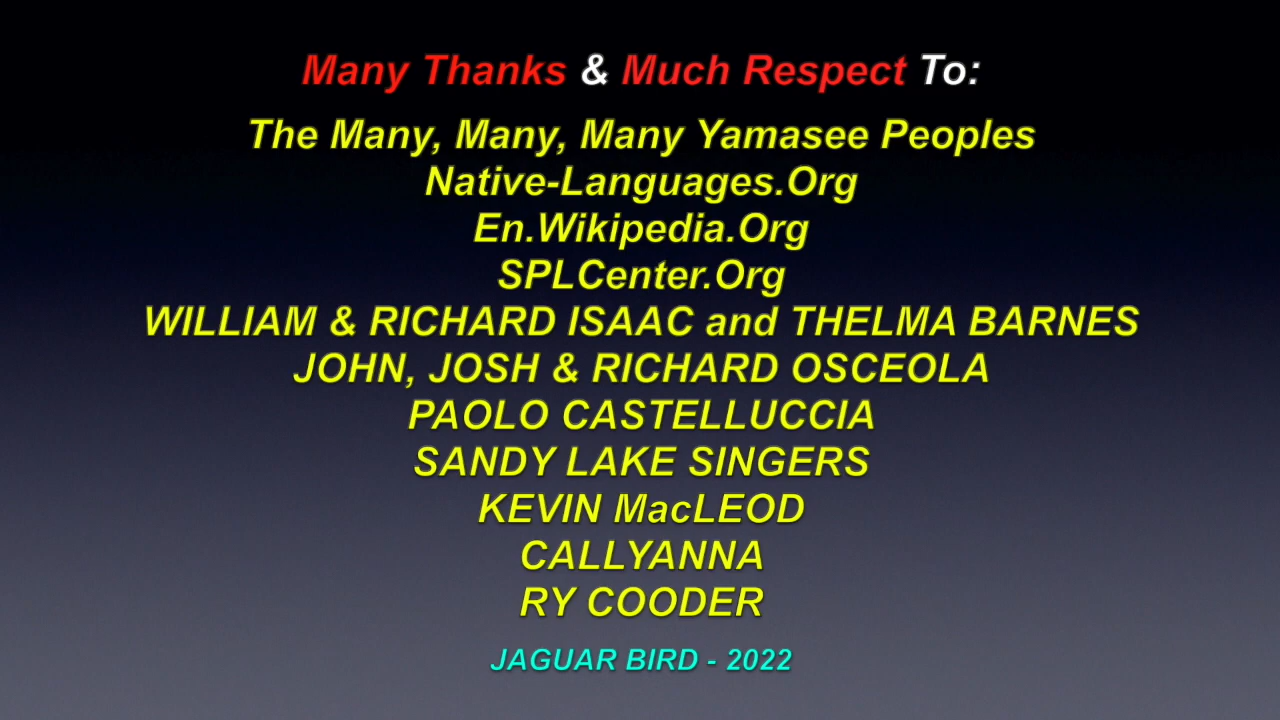 Many Thanks & Much Respect To:
The Many, Many, Many Yamasee Peoples
Native-Languages.Org
En.Wikipedia.Org
SPLCenter.Org
WILLIAM & RICHARD ISAAC and THELMA BARNES
JOHN, JOSH & RICHARD OSCEOLA
PAOLO CASTELLUCCIA
SANDY LAKE SINGERS
KEVIN MacLEOD
CALLYANNA
RY COODER
JAGUAR BIRD - 2022